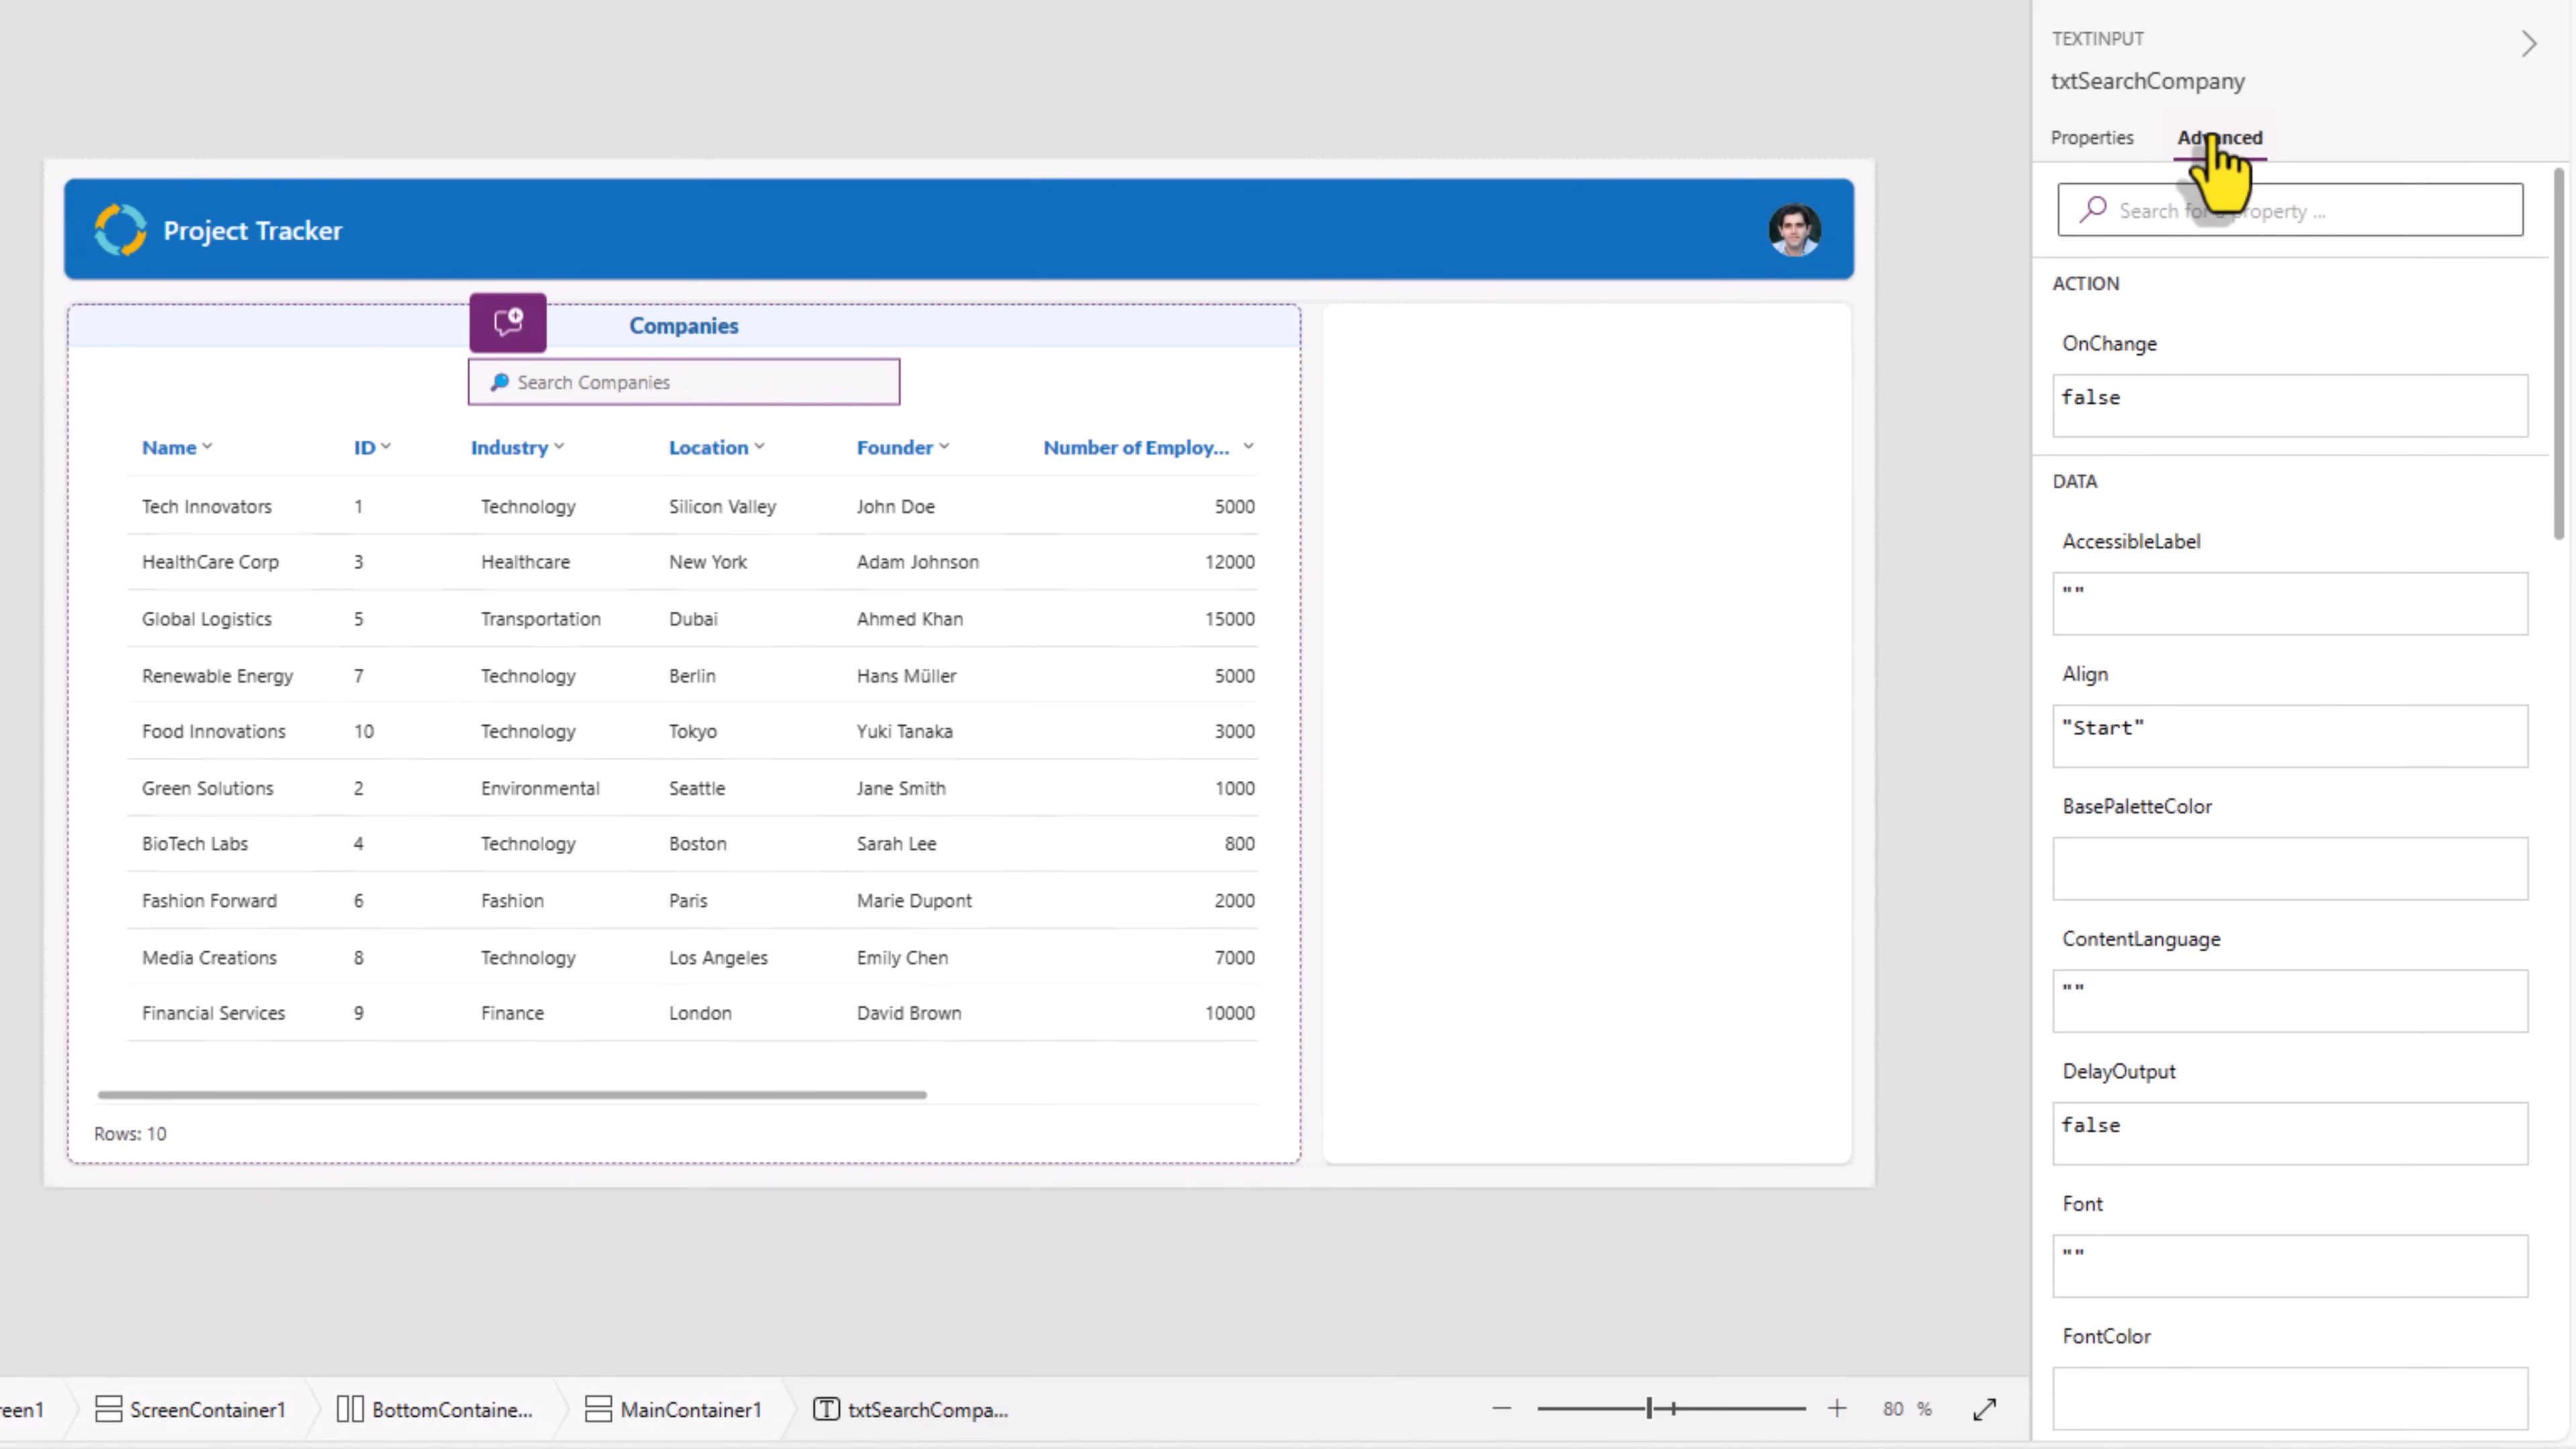 TEXTINPUT
txtSearchCompany
Properties
Advanced
Search for a property ...
ACTION
OnChange
false
DATA
AccessibleLabel
""
Align
"Start"
BasePaletteColor
ContentLanguage
""
DelayOutput
false
Font
""
FontColor
Project Tracker
Companies
Search Companies
Name ID Industry Location Founder Number of Employ...
Tech Innovators 1 Technology Silicon Valley John Doe 5000
HealthCare Corp 3 Healthcare New York Adam Johnson 12000
Global Logistics 5 Transportation Dubai Ahmed Khan 15000
Renewable Energy 7 Technology Berlin Hans Müller 5000
Food Innovations 10 Technology Tokyo Yuki Tanaka 3000
Green Solutions 2 Environmental Seattle Jane Smith 1000
BioTech Labs 4 Technology Boston Sarah Lee 800
Fashion Forward 6 Fashion Paris Marie Dupont 2000
Media Creations 8 Technology Los Angeles Emily Chen 7000
Financial Services 9 Finance London David Brown 10000
Rows: 10
reen1 ScreenContainer1 BottomContaine... MainContainer1 txtSearchCompa... 80 %